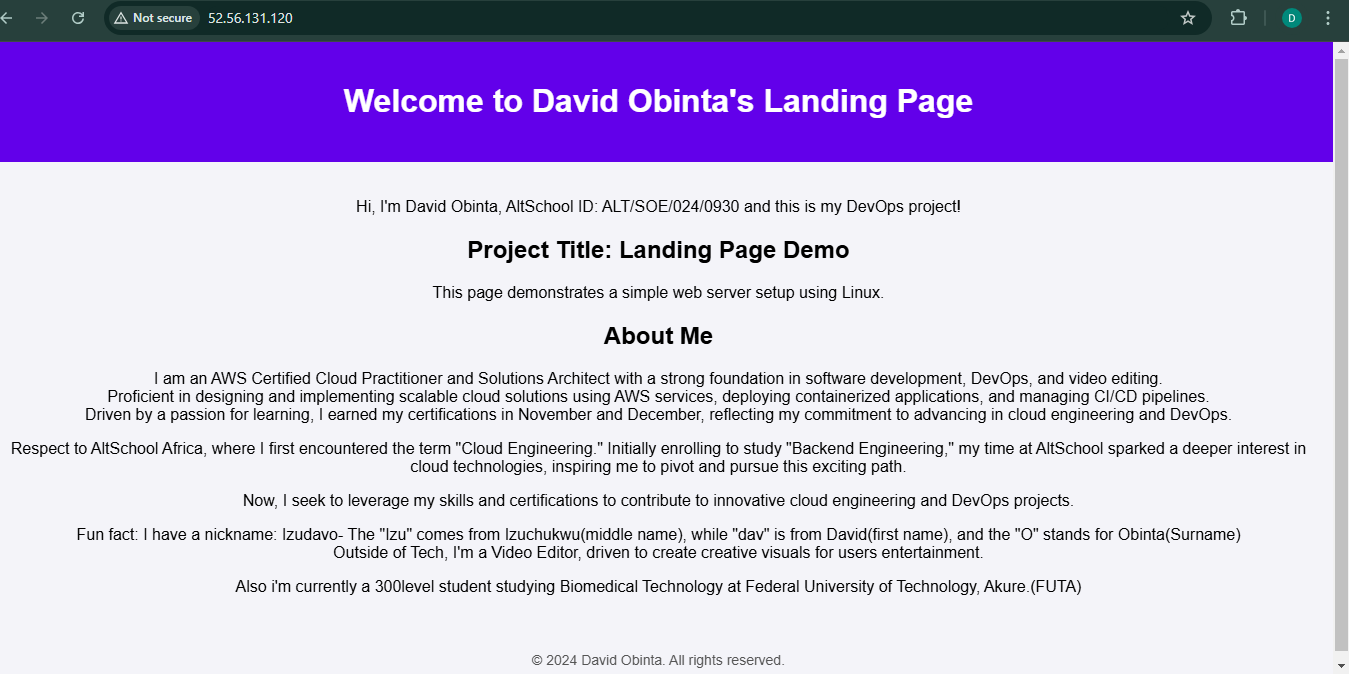 Not secure
52.56.131.120
D
Welcome to David Obinta's Landing Page
Hi, I'm David Obinta, AltSchool ID: ALT/SOE/024/0930 and this is my DevOps project!
Project Title: Landing Page Demo
This page demonstrates a simple web server setup using Linux.
About Me
I am an AWS Certified Cloud Practitioner and Solutions Architect with a strong foundation in software development, DevOps, and video editing.
Proficient in designing and implementing scalable cloud solutions using AWS services, deploying containerized applications, and managing CI/CD pipelines.
Driven by a passion for learning, I earned my certifications in November and December, reflecting my commitment to advancing in cloud engineering and DevOps.
Respect to AltSchool Africa, where I first encountered the term "Cloud Engineering." Initially enrolling to study "Backend Engineering," my time at AltSchool sparked a deeper interest in
cloud technologies, inspiring me to pivot and pursue this exciting path.
Now, I seek to leverage my skills and certifications to contribute to innovative cloud engineering and DevOps projects.
Fun fact: I have a nickname: Izudavo- The "Izu" comes from Izuchukwu(middle name), while "dav" is from David(first name), and the "O" stands for Obinta(Surname)
Outside of Tech, I'm a Video Editor, driven to create creative visuals for users entertainment.
Also i'm currently a 300level student studying Biomedical Technology at Federal University of Technology, Akure.(FUTA)
© 2024 David Obinta. All rights reserved.